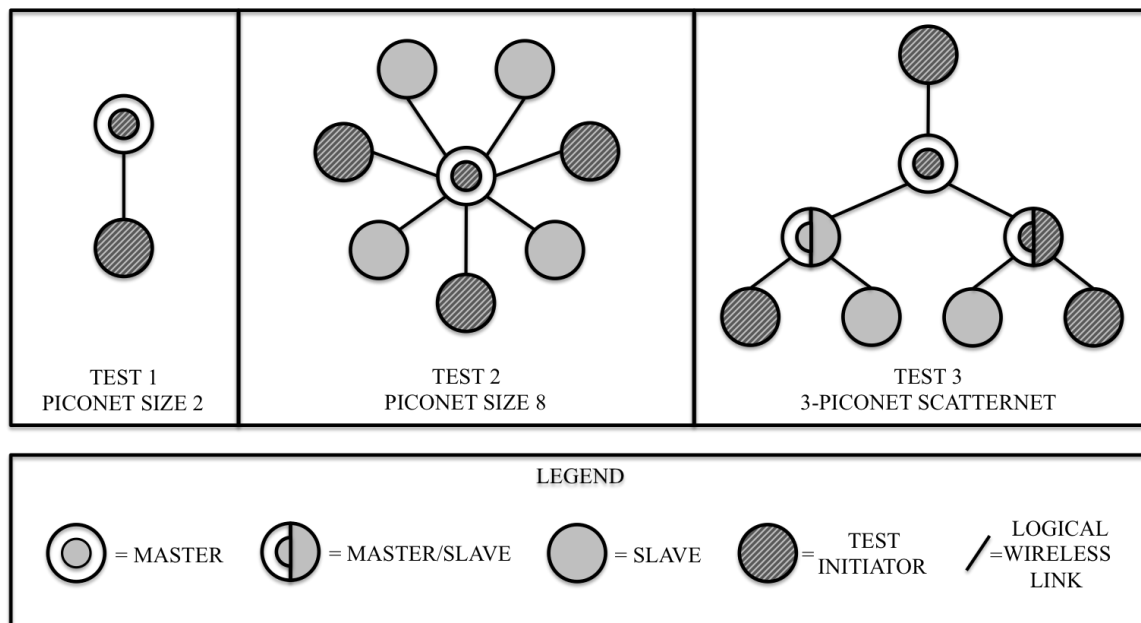 TEST 1
PICONET SIZE 2
TEST 2
PICONET SIZE 8
TEST 3
3-PICONET SCATTERNET
LEGEND
= MASTER
= MASTER/SLAVE
= SLAVE
= TEST
INITIATOR
= LOGICAL
WIRELESS
LINK